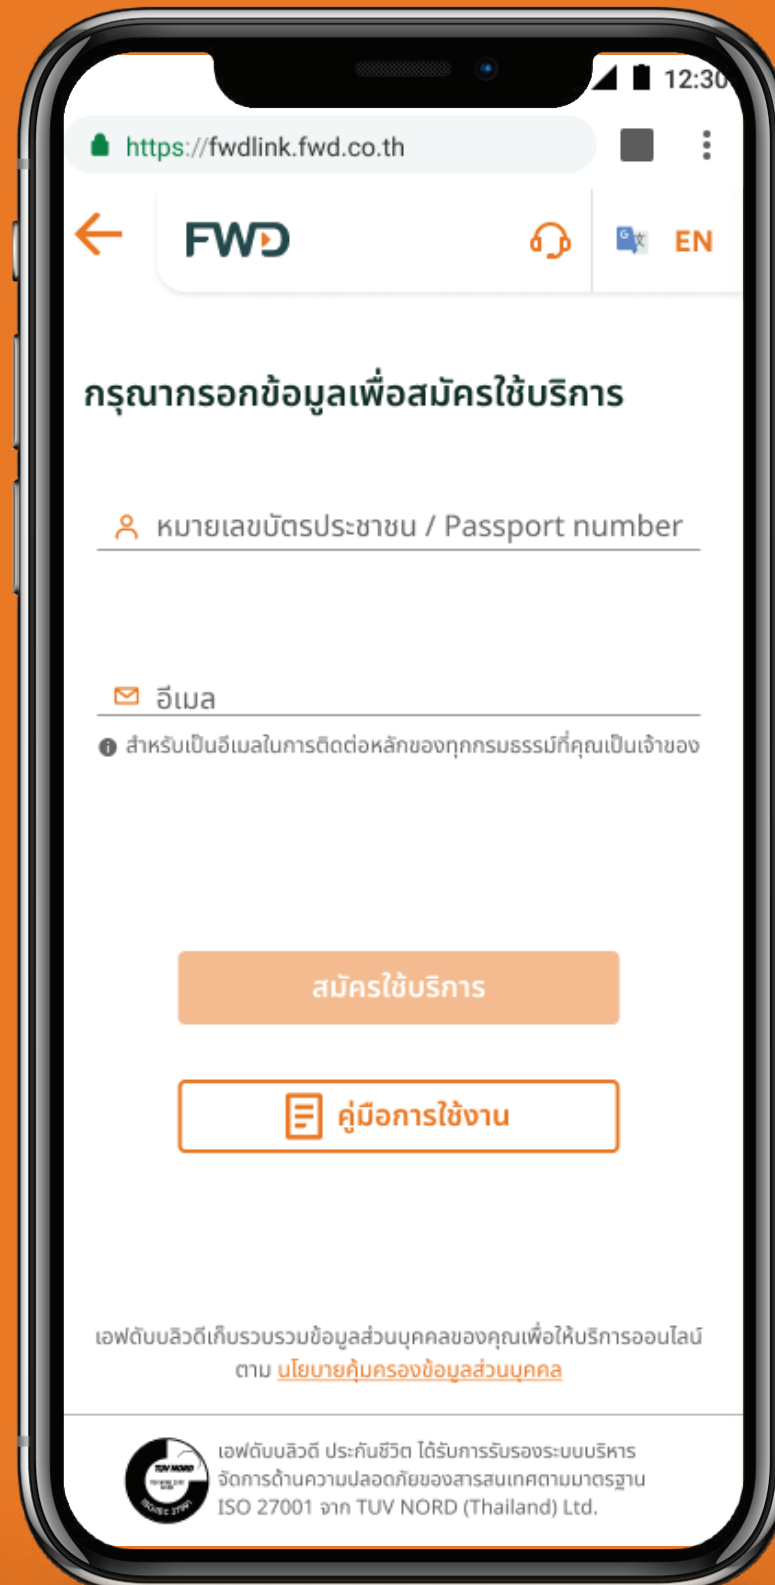 12:30
https://fwdlink.fwd.co.th
FWD
G 文 EN
กรุณากรอกข้อมูลเพื่อสมัครใช้บริการ
หมายเลขบัตรประชาชน / Passport number
อีเมล
สำหรับเป็นอีเมลในการติดต่อหลักของทุกกรมธรรม์ที่คุณเป็นเจ้าของ
สมัครใช้บริการ
คู่มือการใช้งาน
เอฟดับบลิวดีเก็บรวบรวมข้อมูลส่วนบุคคลของคุณเพื่อให้บริการออนไลน์
ตาม นโยบายคุ้มครองข้อมูลส่วนบุคคล
TUV NORD
ISO/IEC 27001
เอฟดับบลิวดี ประกันชีวิต ได้รับการรับรองระบบบริหาร
จัดการด้านความปลอดภัยของสารสนเทศตามมาตรฐาน
ISO 27001 จาก TUV NORD (Thailand) Ltd.